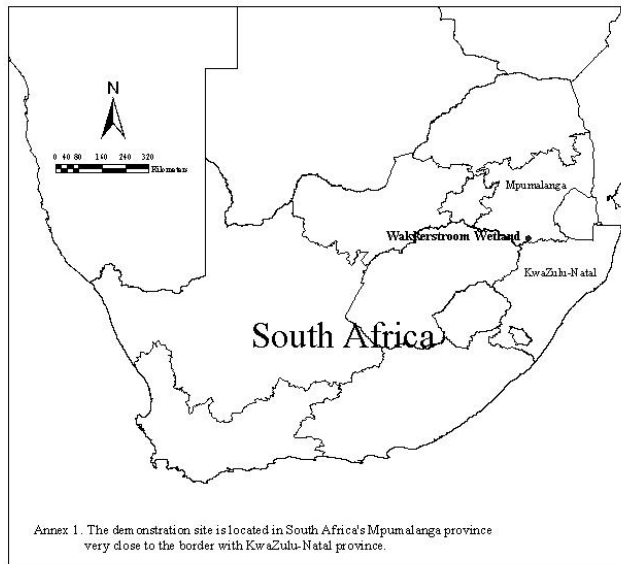 N
0 40 80 160 240 320
Kilometers
Mpumalanga
Wakkerstroom Wetland
KwaZulu-Natal
South Africa
Annex 1. The demonstration site is located in South Africa's Mpumalanga province
very close to the border with KwaZulu-Natal province.